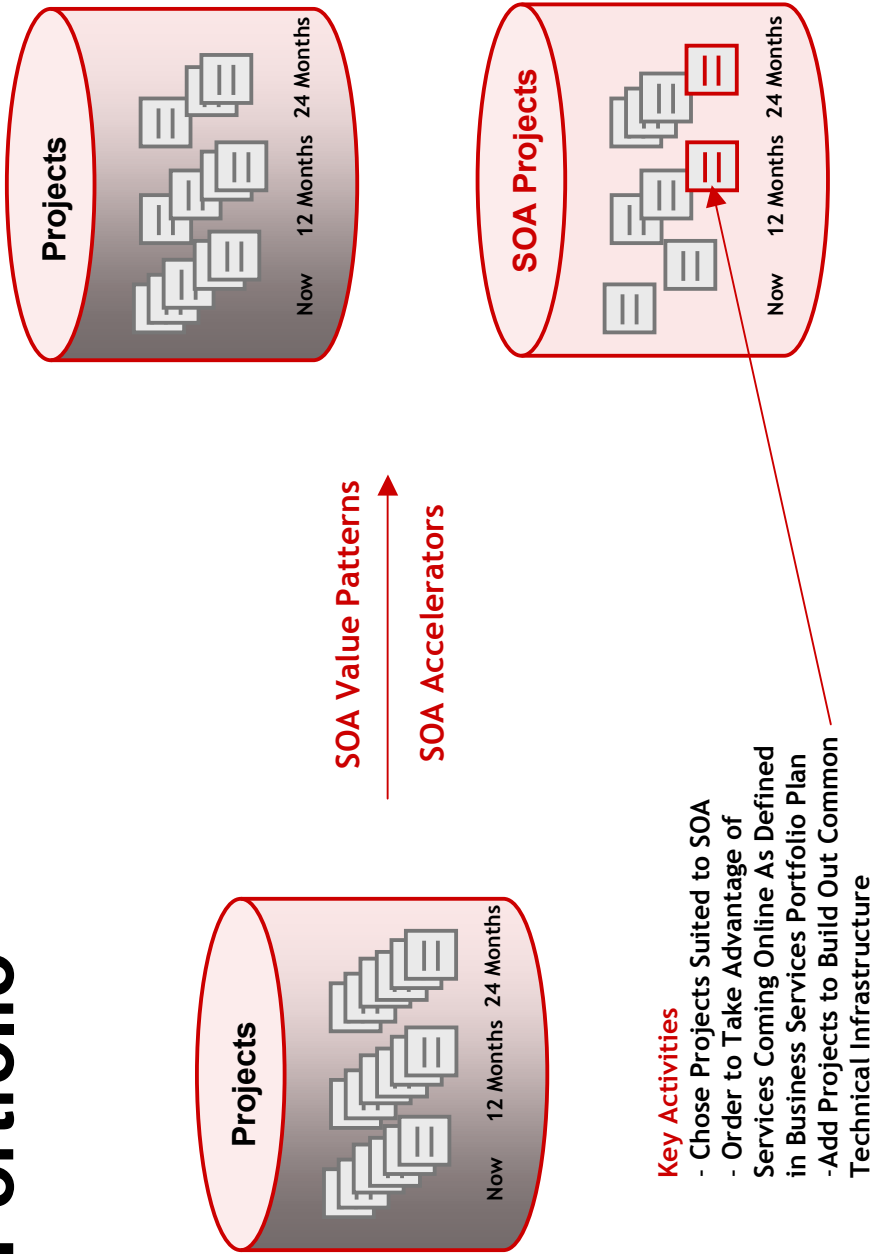 Portfolio
Projects
Now 12 Months 24 Months
SOA Value Patterns
SOA Accelerators
Projects
Now 12 Months 24 Months
SOA Projects
Now 12 Months 24 Months
Key Activities
- Chose Projects Suited to SOA
- Order to Take Advantage of
Services Coming Online As Defined
in Business Services Portfolio Plan
-Add Projects to Build Out Common
Technical Infrastructure